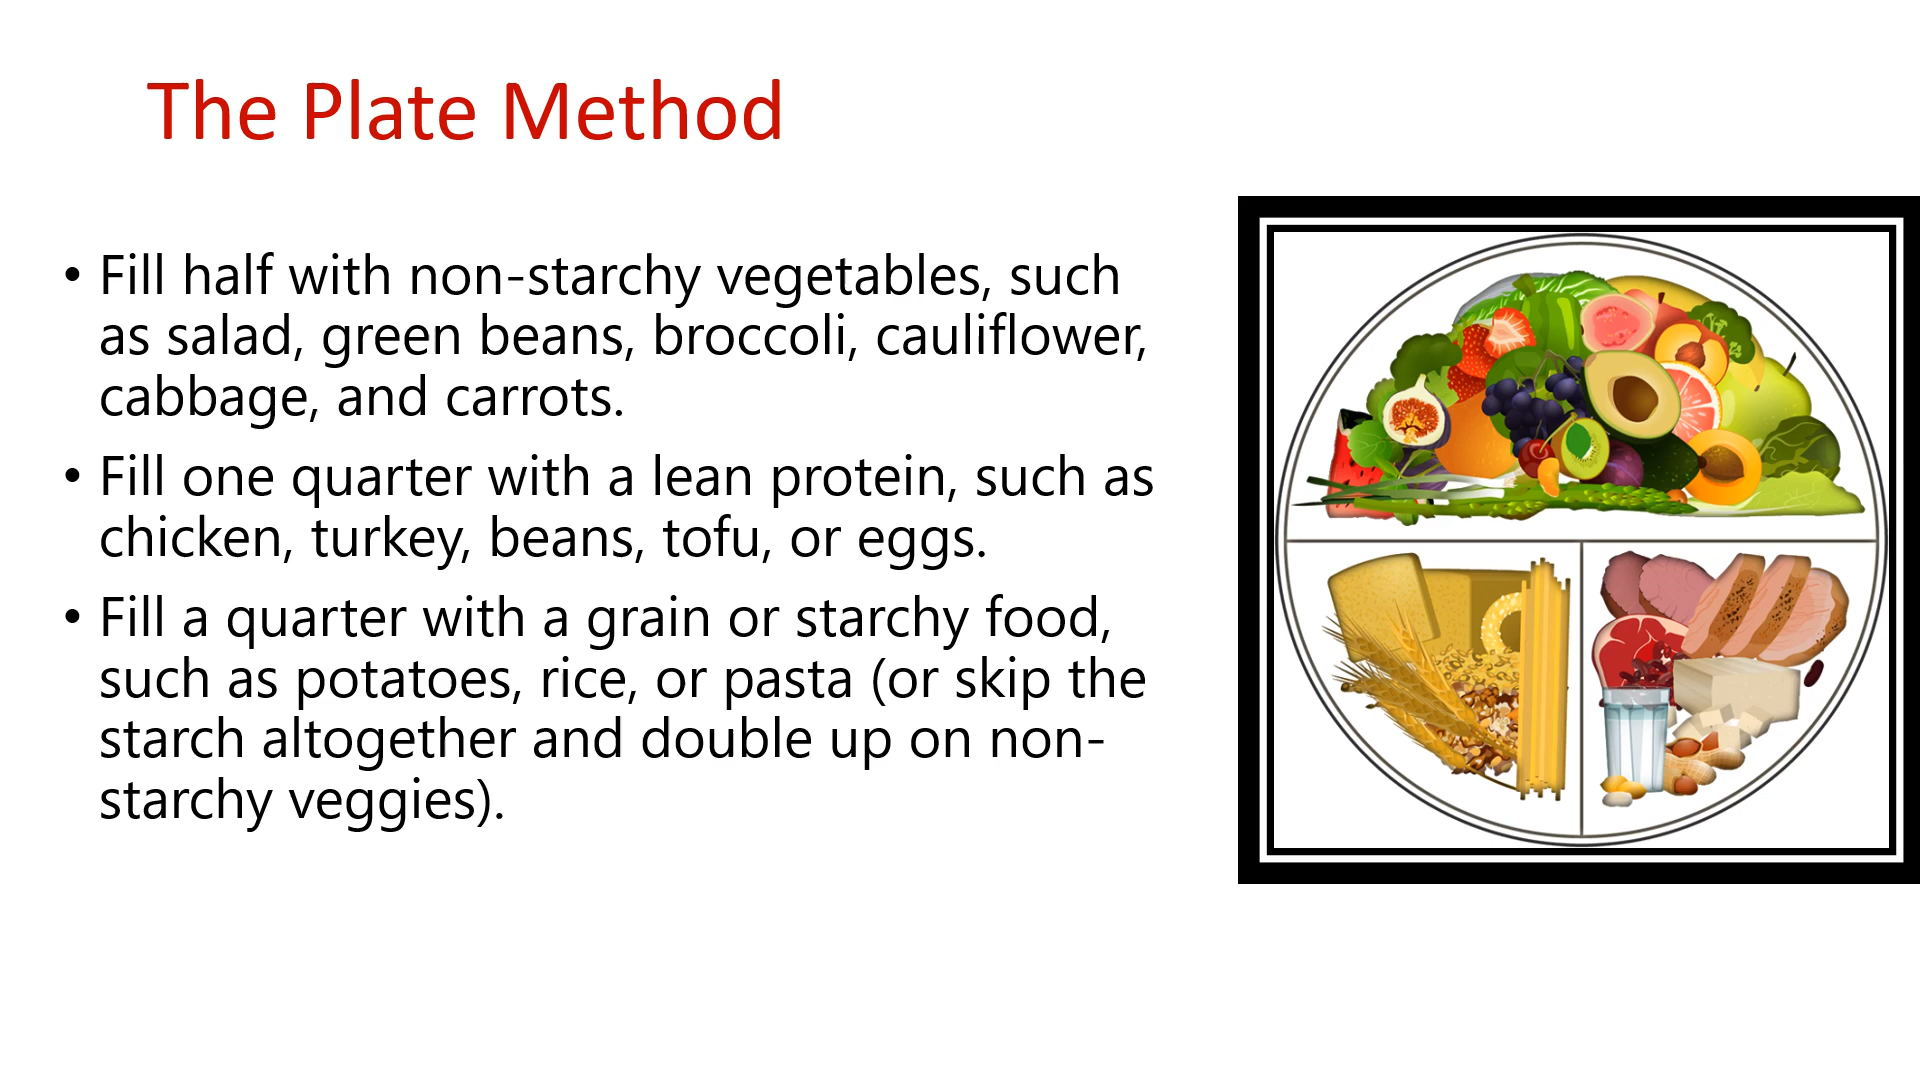 The Plate Method
• Fill half with non-starchy vegetables, such
as salad, green beans, broccoli, cauliflower,
cabbage, and carrots.
• Fill one quarter with a lean protein, such as
chicken, turkey, beans, tofu, or eggs.
• Fill a quarter with a grain or starchy food,
such as potatoes, rice, or pasta (or skip the
starch altogether and double up on non-
starchy veggies).